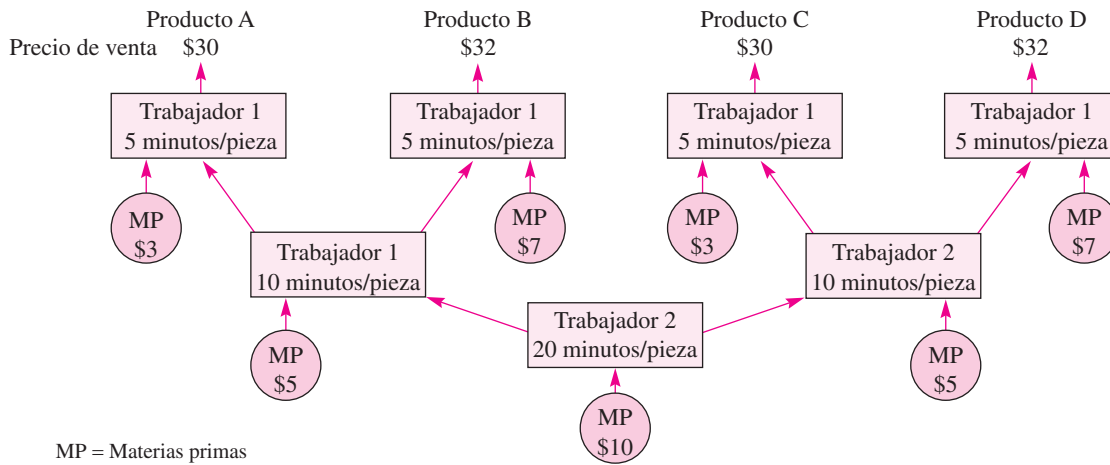 Producto A
Producto B
Producto C
Producto D
Precio de venta $30
$32
$30
$32
Trabajador 1
5 minutos/pieza
Trabajador 1
5 minutos/pieza
Trabajador 1
5 minutos/pieza
Trabajador 1
5 minutos/pieza
MP
$3
MP
$7
MP
$3
MP
$7
Trabajador 1
10 minutos/pieza
Trabajador 2
10 minutos/pieza
Trabajador 2
20 minutos/pieza
MP
$5
MP
$5
MP
$10
MP = Materias primas